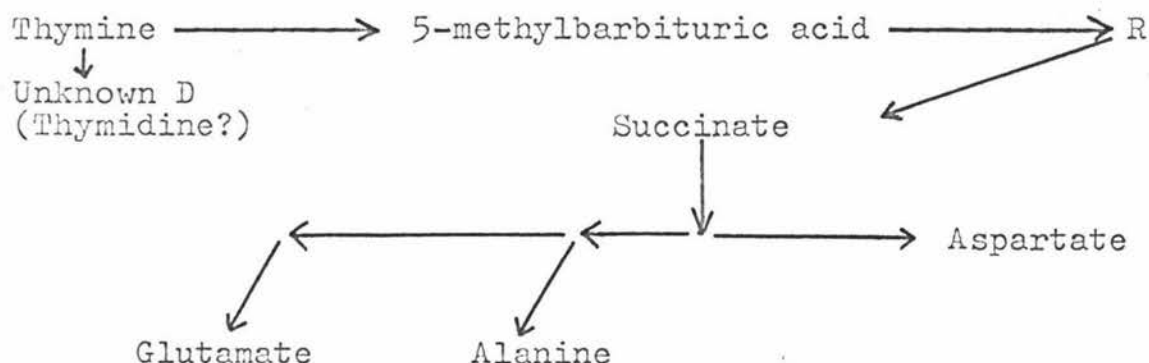 Thymine 5-methylbarbituric acid R
Unknown D
(Thymidine?)
Succinate
Aspartate
Glutamate Alanine